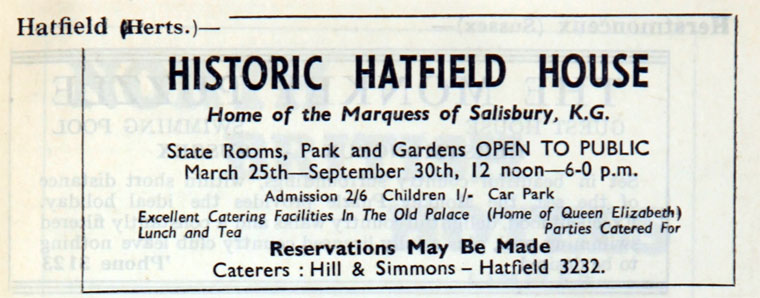 Hatfield (Herts.)—
HISTORIC HATFIELD HOUSE
Home of the Marquess of Salisbury, K.G.
State Rooms, Park and Gardens OPEN TO PUBLIC
March 25th—September 30th, 12 noon—6-0 p.m.
Admission 2/6 Children 1/- Car Park
Excellent Catering Facilities In The Old Palace (Home of Queen Elizabeth)
Lunch and Tea Parties Catered For
Reservations May Be Made
Caterers : Hill & Simmons – Hatfield 3232.